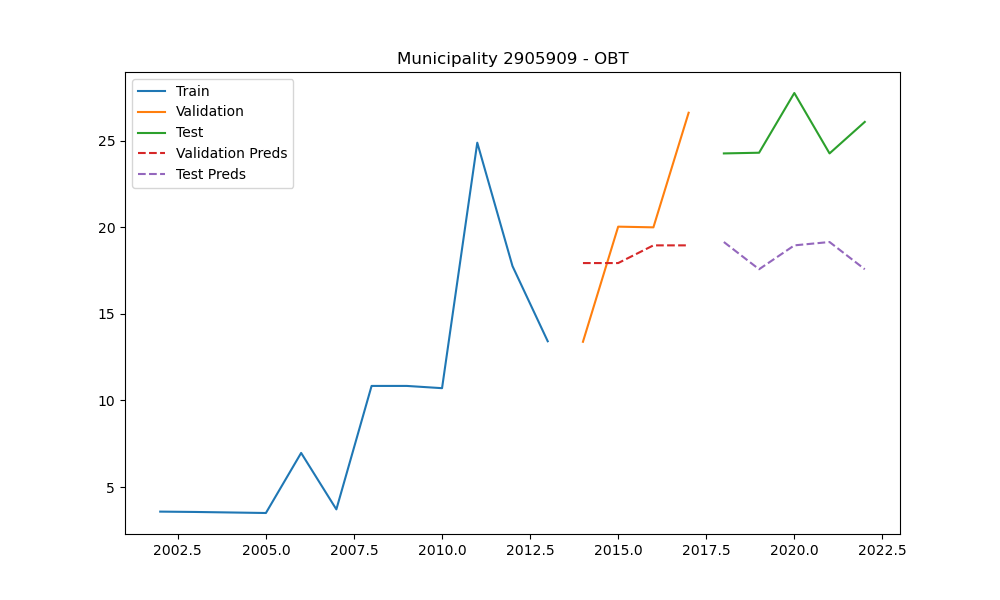 Municipality 2905909 - OBT
Train
Validation
Test
Validation Preds
Test Preds
25
20
15
10
5
2002.5 2005.0 2007.5 2010.0 2012.5 2015.0 2017.5 2020.0 2022.5